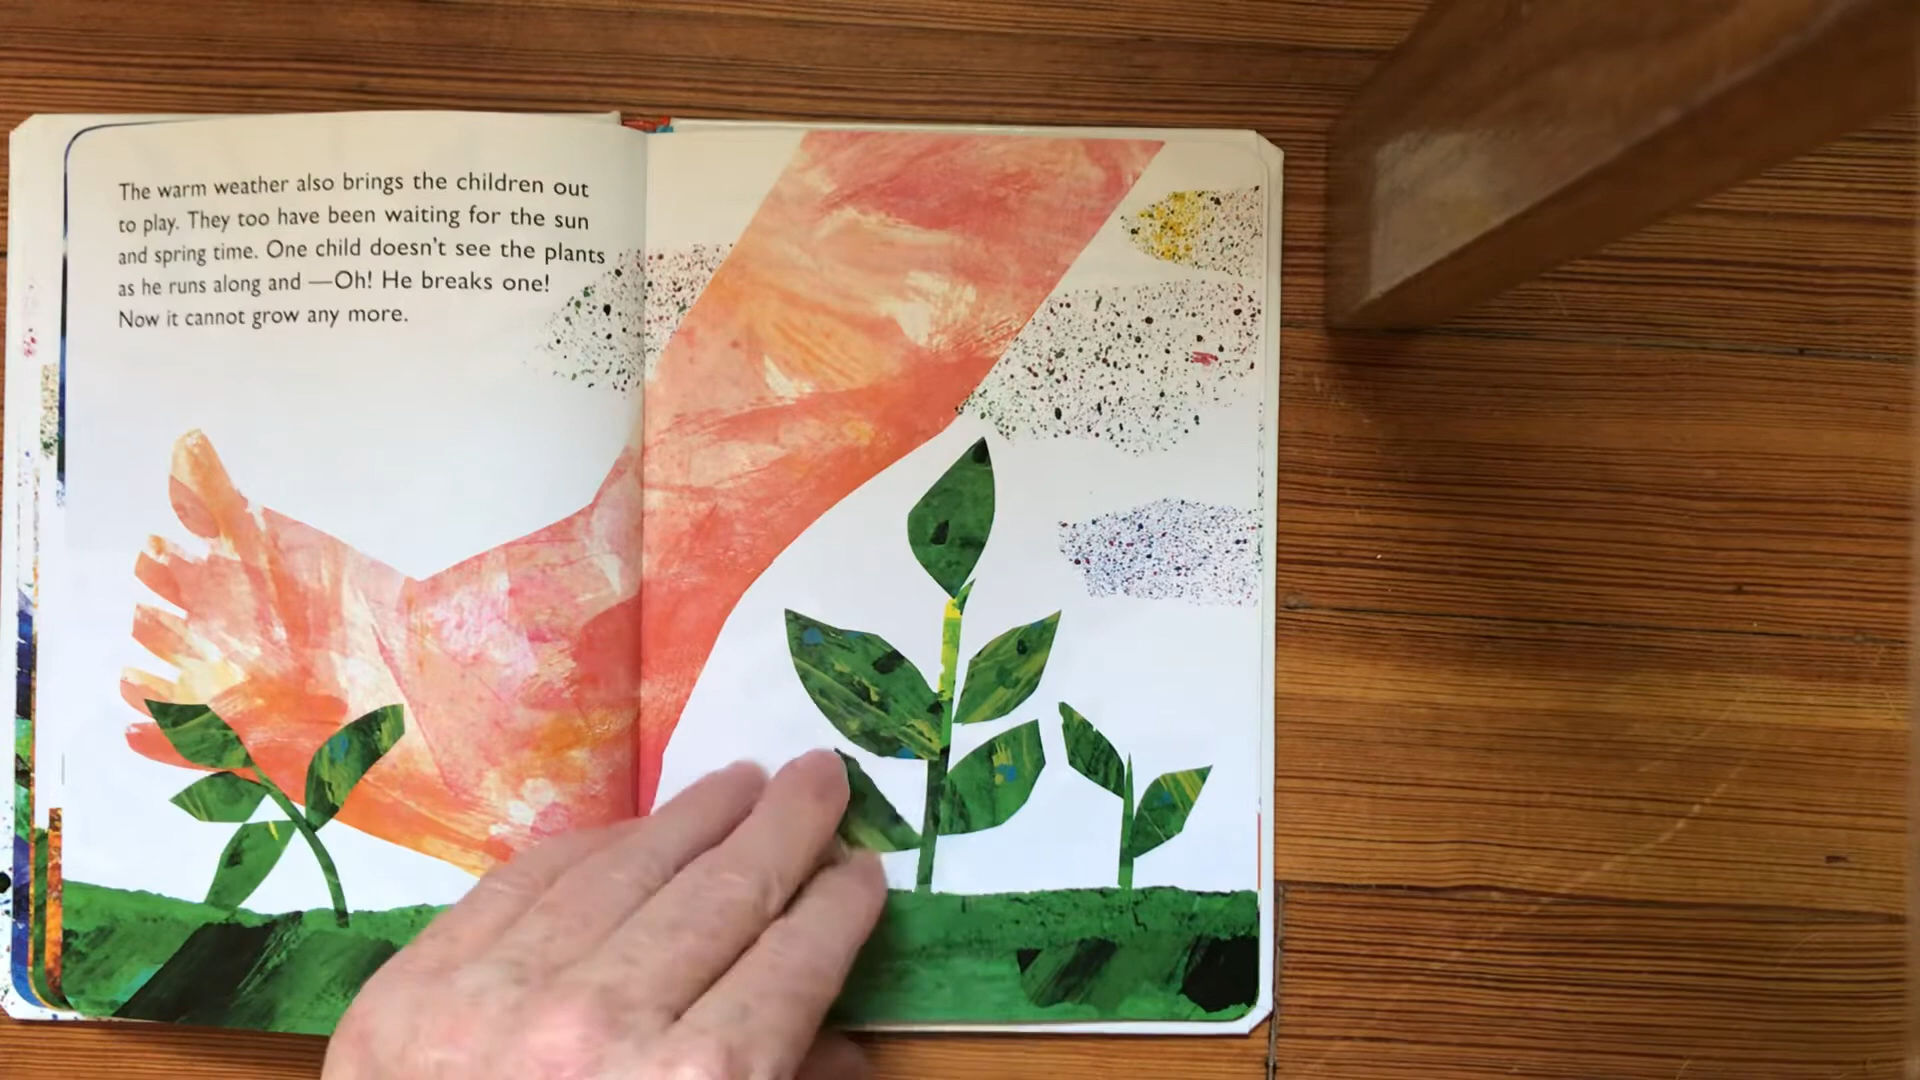 The warm weather also brings the children out
to play. They too have been waiting for the sun
and spring time. One child doesn't see the plants
as he runs along and —Oh! He breaks one!
Now it cannot grow any more.